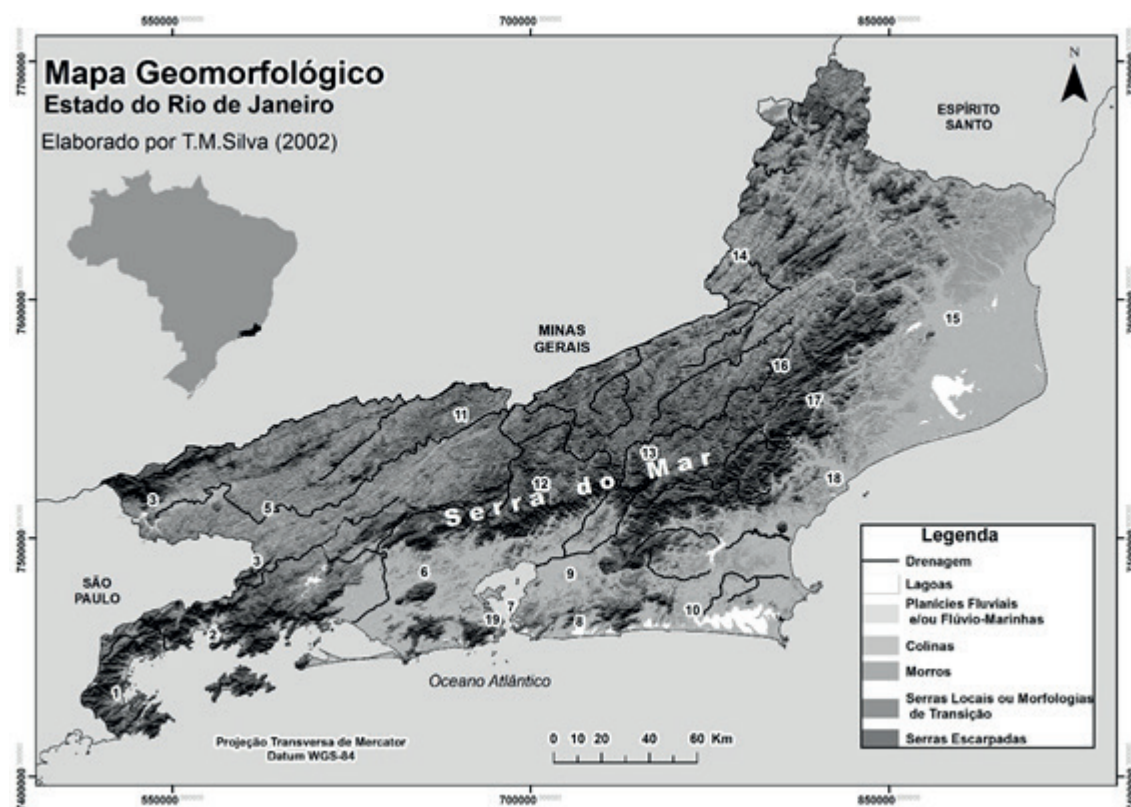 550000
700000
850000
Mapa Geomorfológico
Estado do Rio de Janeiro
Elaborado por T.M.Silva (2002)
N
7700000
ESPÍRITO
SANTO
14
7600000
15
MINAS
GERAIS
16
11
17
13
12
Serra do Mar
18
3
5
7500000
3
SÃO
PAULO
6
9
7
10
19
8
2
1
Oceano Atlântico
Projeção Transversa de Mercator
Datum WGS-84
0 10 20 40 60 Km
Legenda
Drenagem
Lagoas
Planícies Fluviais
e/ou Flúvio-Marinhas
Colinas
Morros
Serras Locais ou Morfologias
de Transição
Serras Escarpadas
7400000
550000
700000
850000